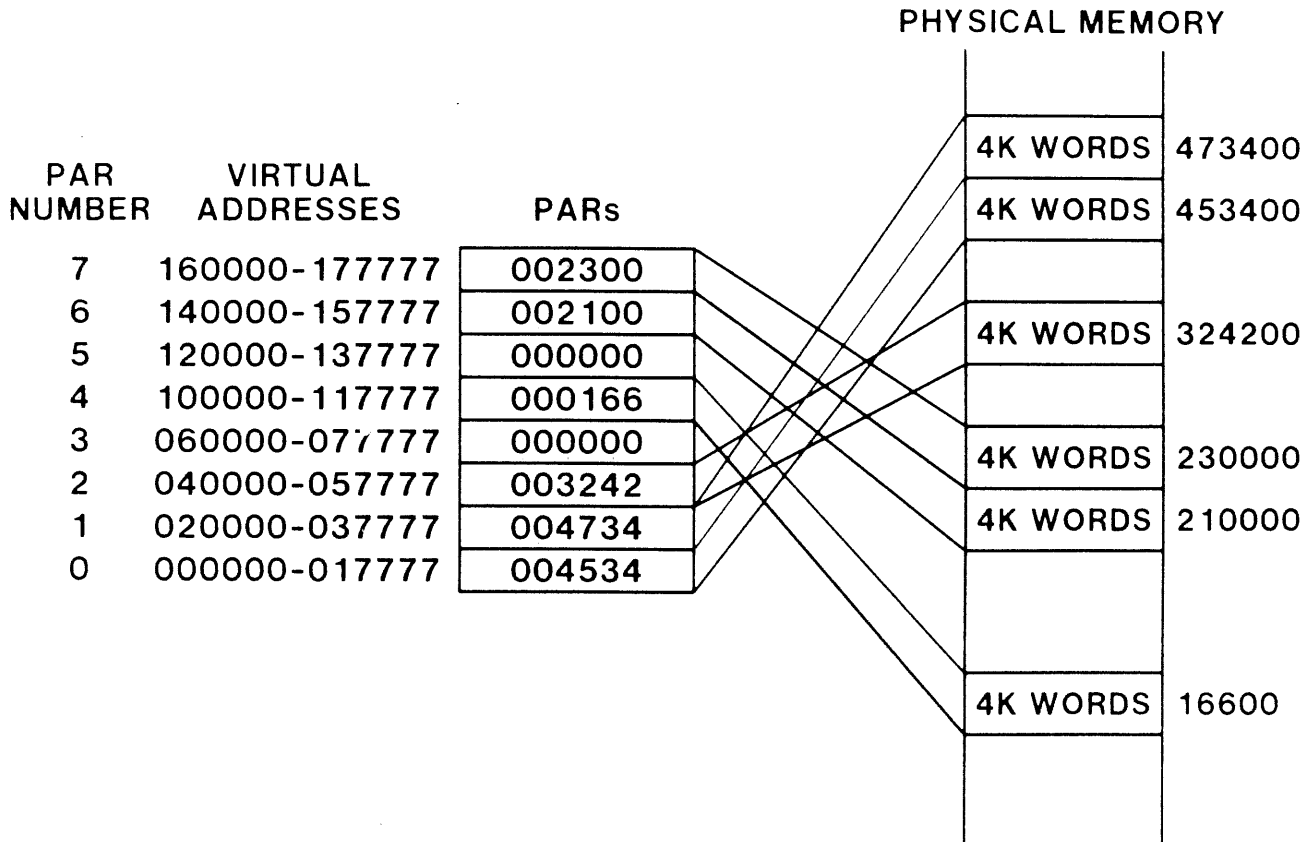 PHYSICAL MEMORY
4K WORDS 473400
PAR NUMBER
VIRTUAL ADDRESSES
PARs
4K WORDS 453400
7 160000-177777 002300
6 140000-157777 002100
4K WORDS 324200
5 120000-137777 000000
4 100000-117777 000166
3 060000-077777 000000
4K WORDS 230000
2 040000-057777 003242
1 020000-037777 004734
4K WORDS 210000
0 000000-017777 004534
4K WORDS 16600